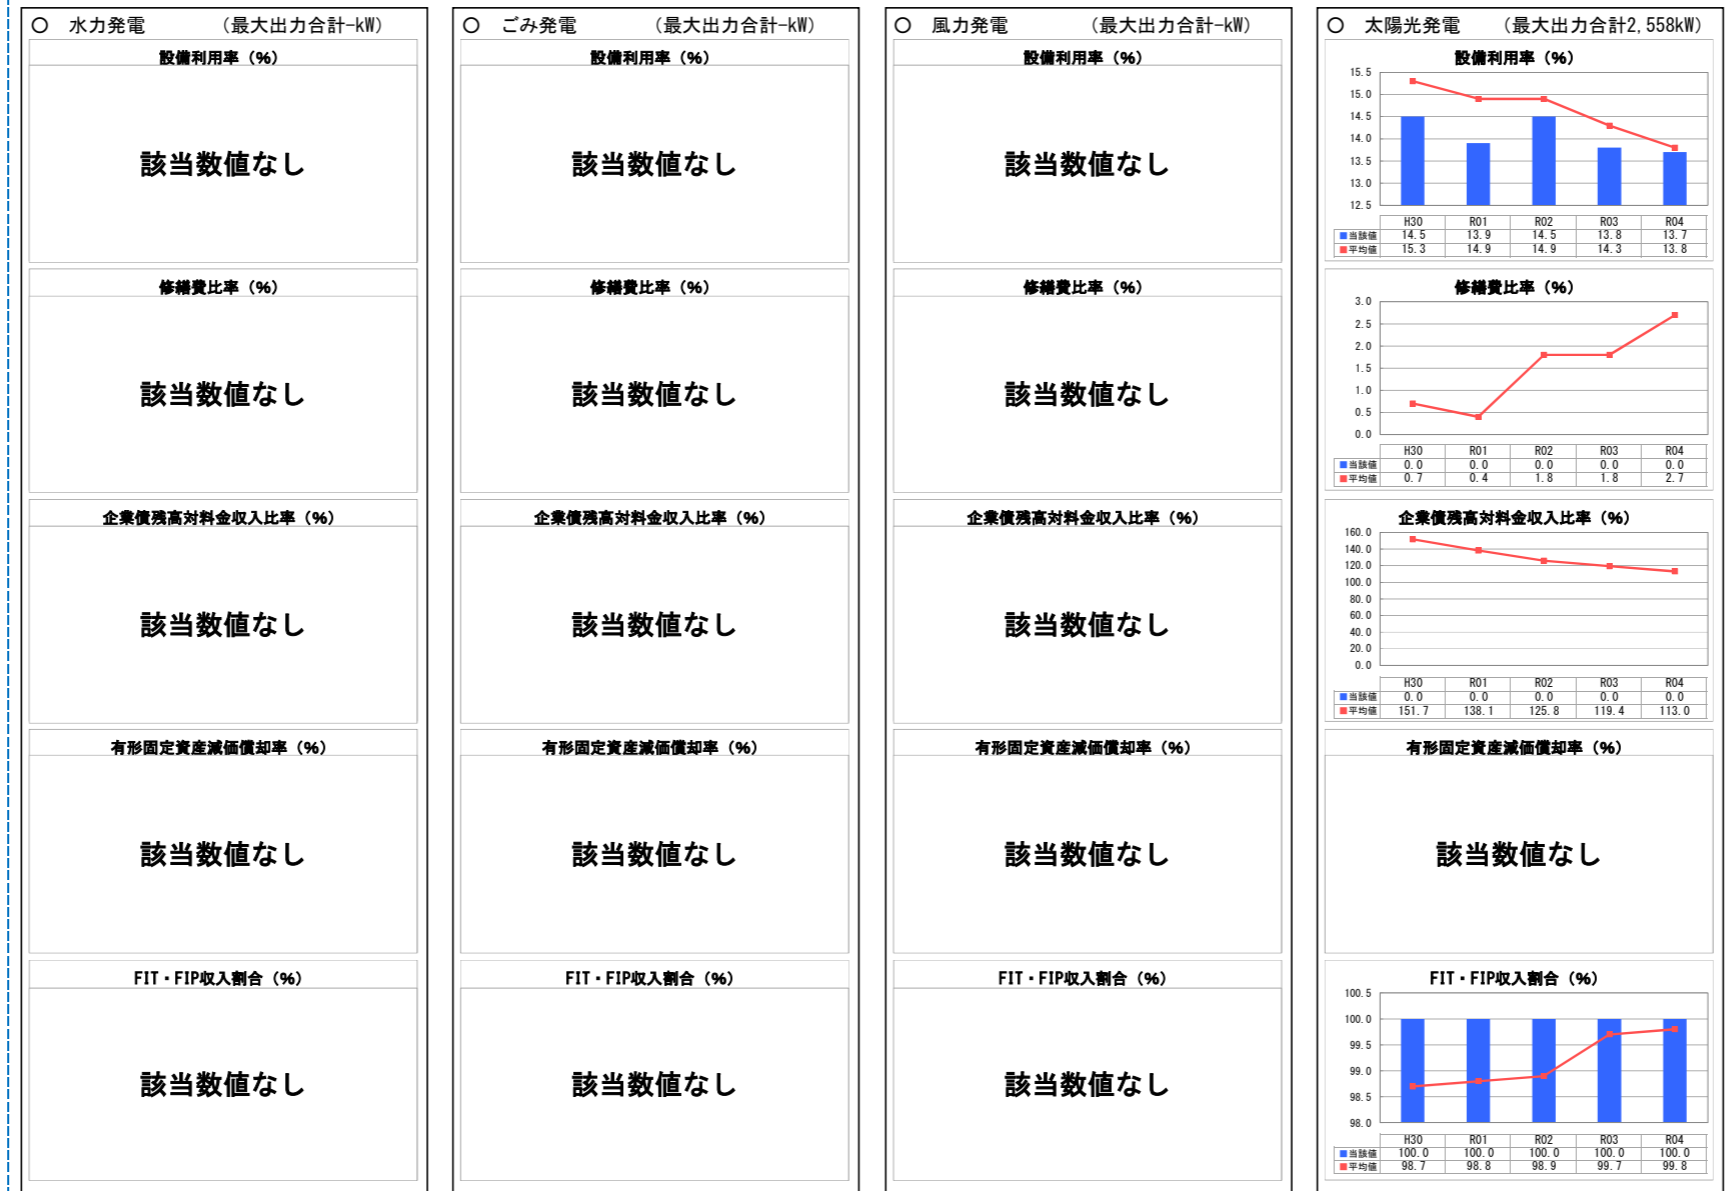 ○ 水力発電 （最大出力合計-kW）
設備利用率（%）
該当数値なし
修繕費比率（%）
該当数値なし
企業債残高対料金収入比率（%）
該当数値なし
有形固定資産減価償却率（%）
該当数値なし
FIT・FIP収入割合（%）
該当数値なし
○ ごみ発電 （最大出力合計-kW）
設備利用率（%）
該当数値なし
修繕費比率（%）
該当数値なし
企業債残高対料金収入比率（%）
該当数値なし
有形固定資産減価償却率（%）
該当数値なし
FIT・FIP収入割合（%）
該当数値なし
○ 風力発電 （最大出力合計-kW）
設備利用率（%）
該当数値なし
修繕費比率（%）
該当数値なし
企業債残高対料金収入比率（%）
該当数値なし
有形固定資産減価償却率（%）
該当数値なし
FIT・FIP収入割合（%）
該当数値なし
○ 太陽光発電 （最大出力合計2,558kW）
設備利用率（%）
15.5
15.0
14.5
14.0
13.5
13.0
12.5
H30 R01 R02 R03 R04
当該値 14.5 13.9 14.5 13.8 13.7
平均値 15.3 14.9 14.9 14.3 13.8
修繕費比率（%）
3.0
2.5
2.0
1.5
1.0
0.5
0.0
H30 R01 R02 R03 R04
当該値 0.0 0.0 0.0 0.0 0.0
平均値 0.7 0.4 1.8 1.8 2.7
企業債残高対料金収入比率（%）
160.0
140.0
120.0
100.0
80.0
60.0
40.0
20.0
0.0
H30 R01 R02 R03 R04
当該値 0.0 0.0 0.0 0.0 0.0
平均値 151.7 138.1 125.8 119.4 113.0
有形固定資産減価償却率（%）
該当数値なし
FIT・FIP収入割合（%）
100.5
100.0
99.5
99.0
98.5
98.0
H30 R01 R02 R03 R04
当該値 100.0 100.0 100.0 100.0 100.0
平均値 98.7 98.8 98.9 99.7 99.8